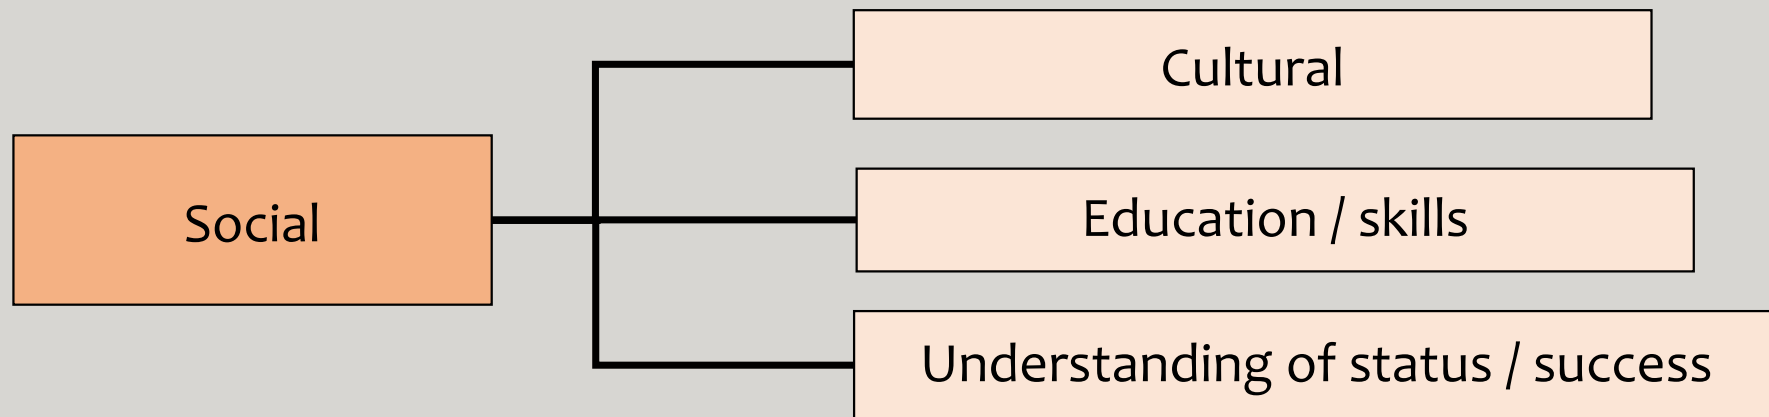 Social
Cultural
Education / skills
Understanding of status / success